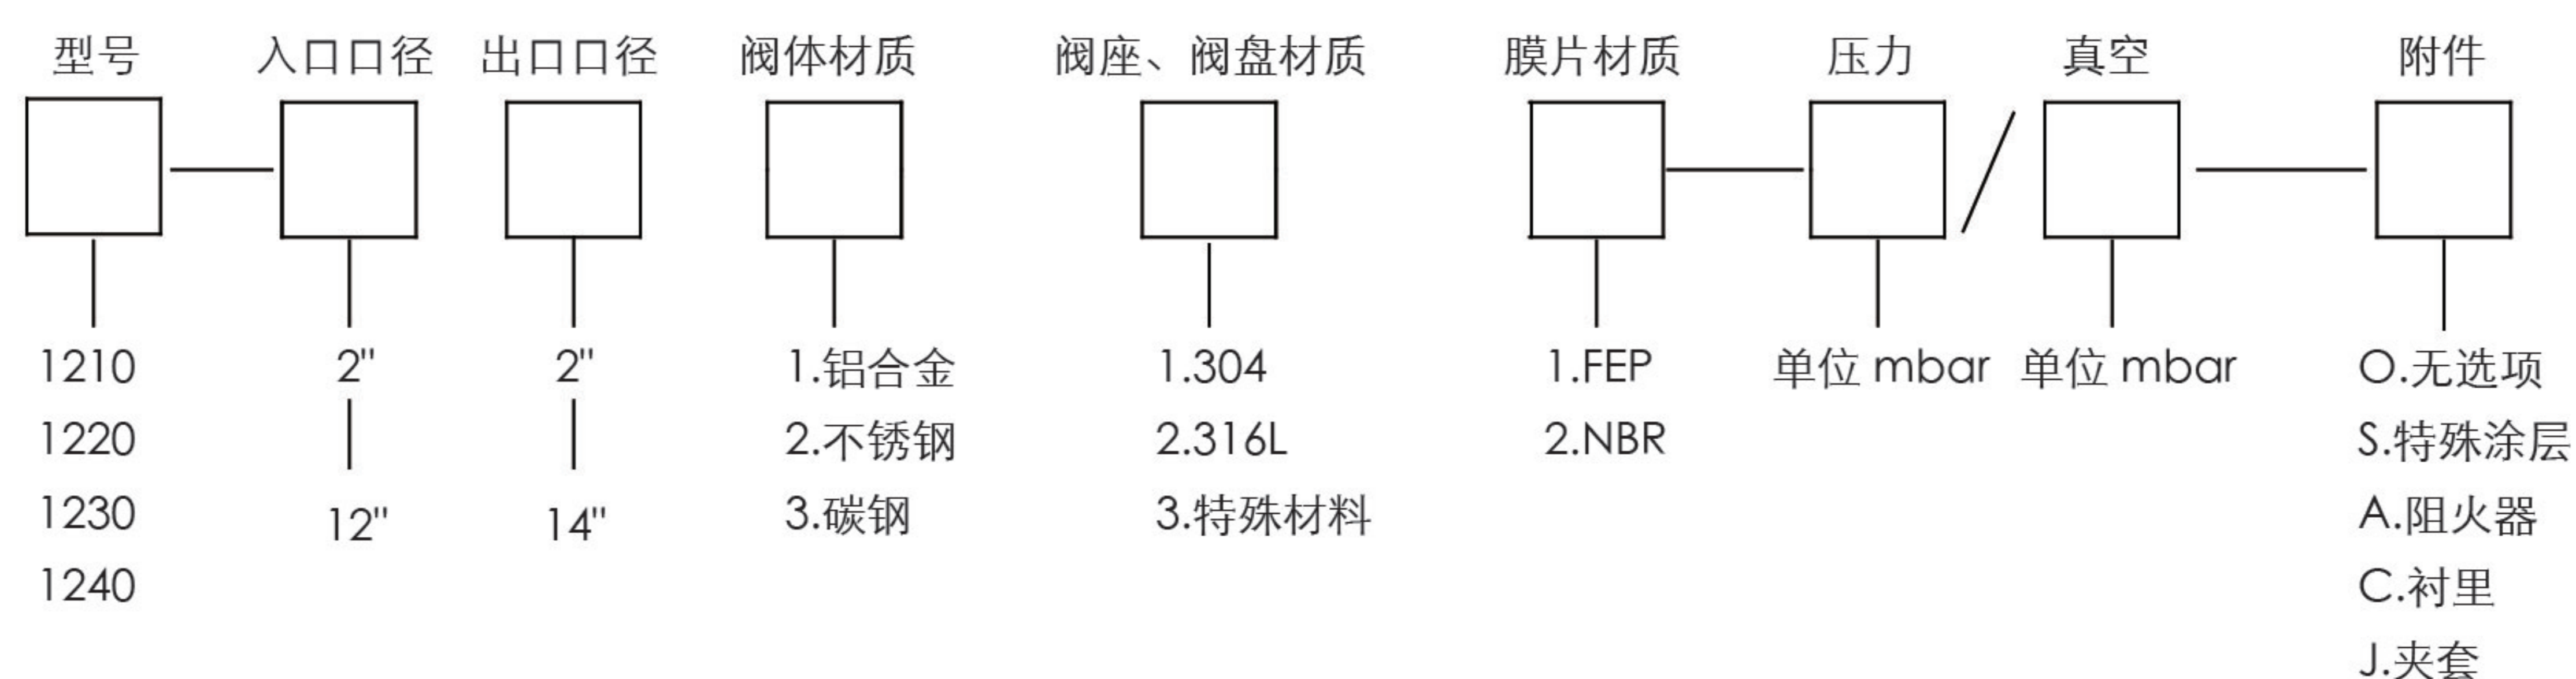 型号 入口口径 出口口径 阀体材质 阀座、阀盘材质 膜片材质 压力 真空 附件
1210 2" 2" 1.铝合金 1.304 1.FEP 单位 mbar 单位 mbar O.无选项
1220 2.不锈钢 2.316L 2.NBR S.特殊涂层
1230 12" 14" 3.碳钢 3.特殊材料 A.阻火器
1240 C.衬里
J.夹套